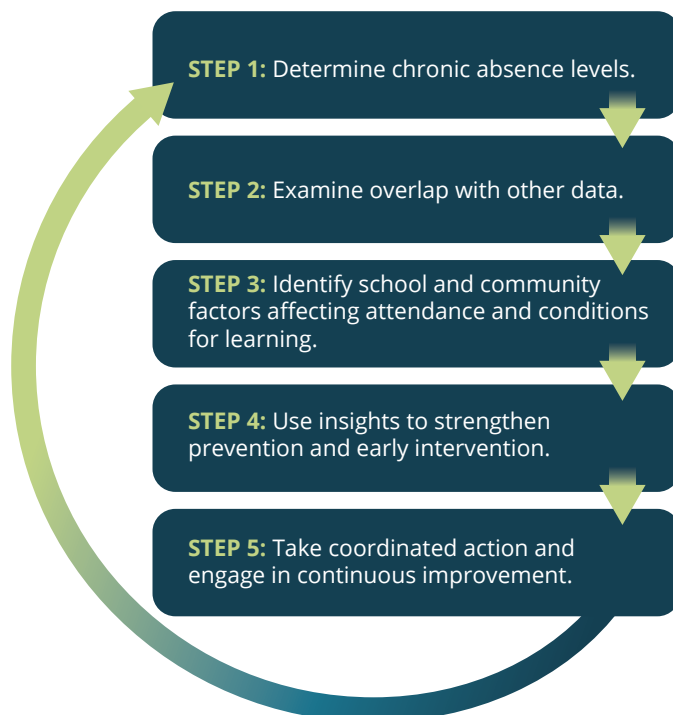 STEP 1: Determine chronic absence levels.
STEP 2: Examine overlap with other data.
STEP 3: Identify school and community
factors affecting attendance and conditions
for learning.
STEP 4: Use insights to strengthen
prevention and early intervention.
STEP 5: Take coordinated action and
engage in continuous improvement.